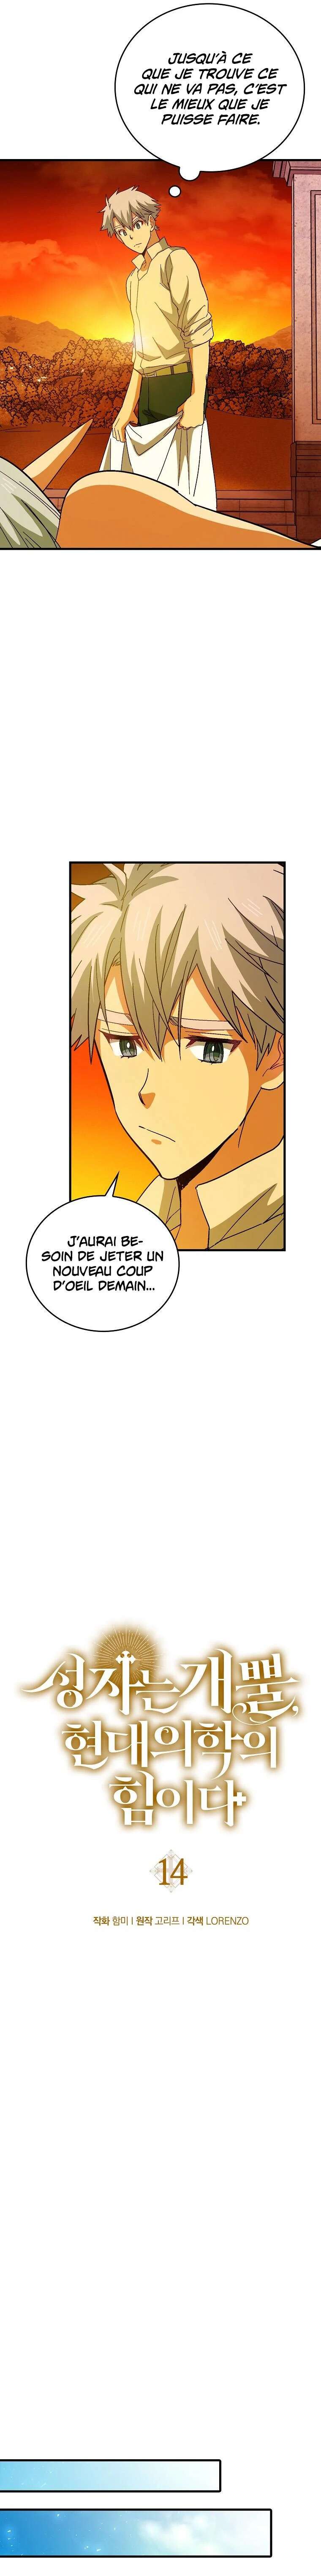 JUSQU'À CE
QUE JE TROUVE CE
QUI NE VA PAS, C'EST
LE MIEUX QUE JE
PUISSE FAIRE.
J'AURAI BE-
SOIN DE JETER UN
NOUVEAU COUP
D'OEIL DEMAIN...
성자는 개뿔,
현대의학의
힘이다
14
작화 함미 | 원작 고리프 | 각색 LORENZO